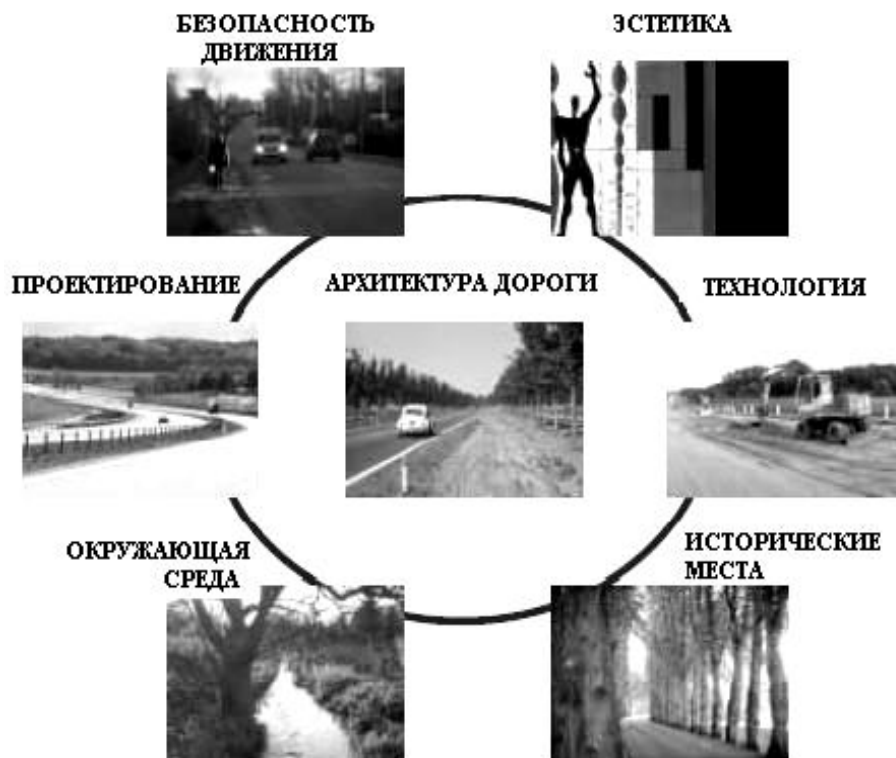 БЕЗОПАСНОСТЬ
ДВИЖЕНИЯ
ЭСТЕТИКА
ПРОЕКТИРОВАНИЕ
АРХИТЕКТУРА ДОРОГИ
ТЕХНОЛОГИЯ
ОКРУЖАЮЩАЯ
СРЕДА
ИСТОРИЧЕСКИЕ
МЕСТА